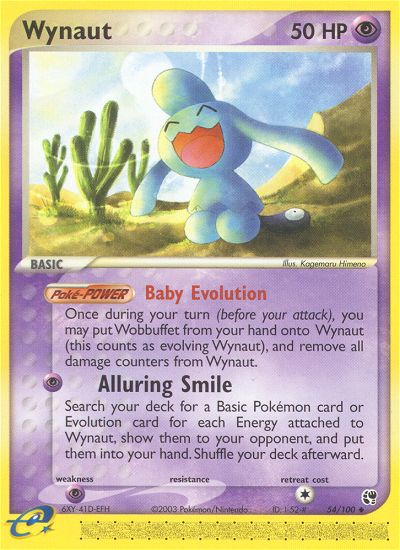 Wynaut 50 HP
BASIC
Illus. Kagemaru Himeno
Poké-POWER Baby Evolution
Once during your turn (before your attack), you
may put Wobbuffet from your hand onto Wynaut
(this counts as evolving Wynaut), and remove all
damage counters from Wynaut.
Alluring Smile
Search your deck for a Basic Pokémon card or
Evolution card for each Energy attached to
Wynaut, show them to your opponent, and put
them into your hand. Shuffle your deck afterward.
weakness resistance retreat cost
6XY-41D-EFH ©2003 Pokémon/Nintendo ID: I-52-# 54/100
e